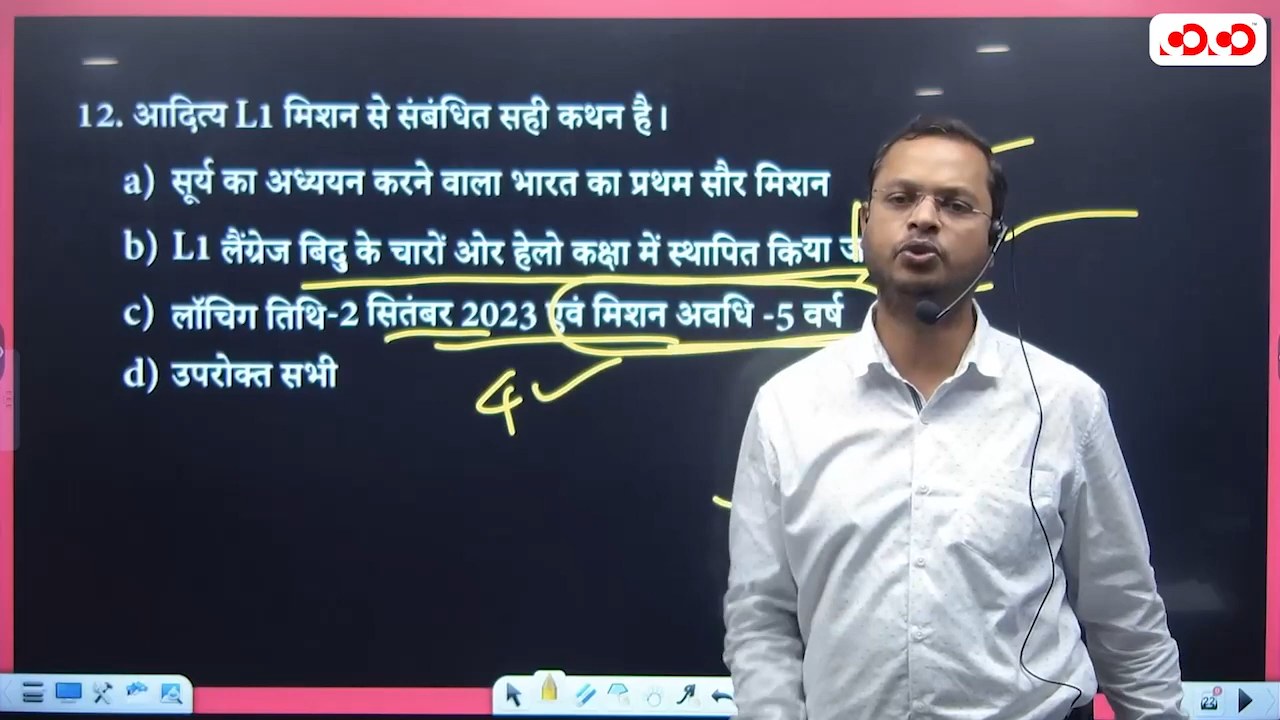 12. आदित्य L1 मिशन से संबंधित सही कथन है।
a) सूर्य का अध्ययन करने वाला भारत का प्रथम सौर मिशन
b) L1 लैंग्रेज बिदु के चारों ओर हेलो कक्षा में स्थापित किया
c) लॉचिग तिथि-2 सितंबर 2023 एवं मिशन अवधि -5 वर्ष
d) उपरोक्त सभी
4